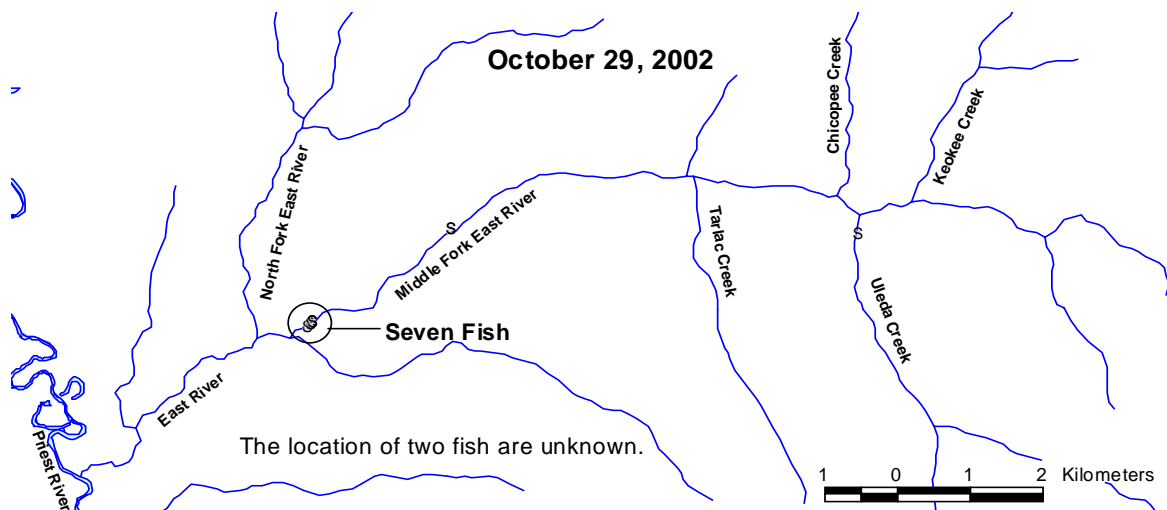 October 29, 2002
Chicopee Creek
Keokee Creek
North Fork East River
S
Middle Fork East River
Tarlac Creek
S
Uleda Creek
Seven Fish
East River
The location of two fish are unknown.
Priest River
1 0 1 2 Kilometers